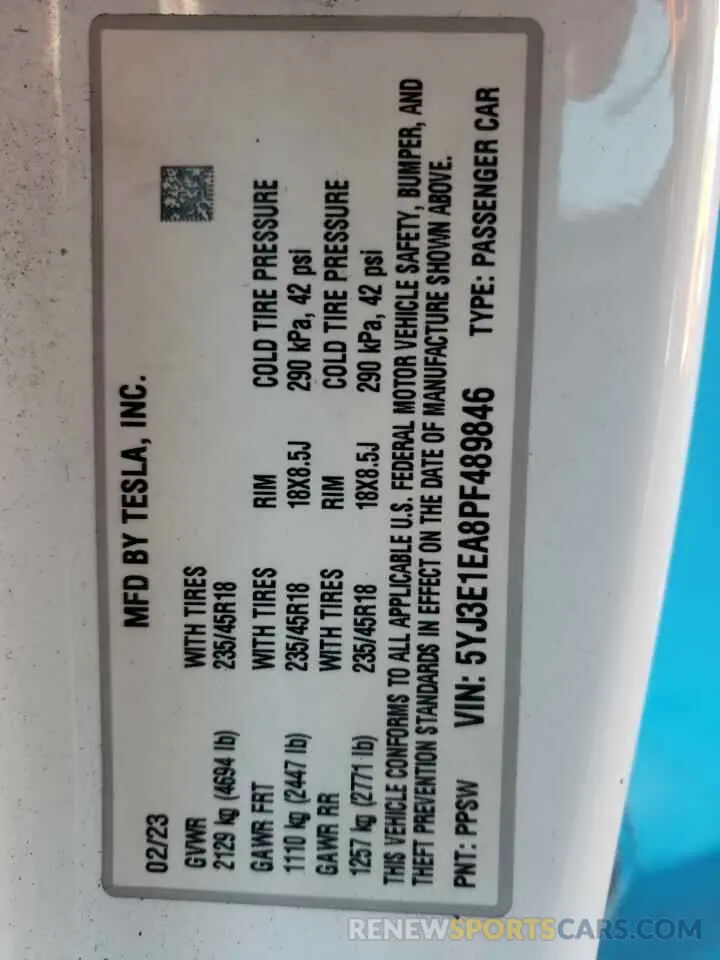 MFD BY TESLA, INC.
02/23
GVWR WITH TIRES
2129 kg (4694 lb) 235/45R18
GAWR FRT WITH TIRES RIM COLD TIRE PRESSURE
1110 kg (2447 lb) 235/45R18 18X8.5J 290 kPa, 42 psi
GAWR RR WITH TIRES RIM COLD TIRE PRESSURE
1257 kg (2771 lb) 235/45R18 18X8.5J 290 kPa, 42 psi
THIS VEHICLE CONFORMS TO ALL APPLICABLE U.S. FEDERAL MOTOR VEHICLE SAFETY, BUMPER, AND
THEFT PREVENTION STANDARDS IN EFFECT ON THE DATE OF MANUFACTURE SHOWN ABOVE.
PNT: PPSW VIN: 5YJ3E1EA8PF489846 TYPE: PASSENGER CAR
RENEWSPORTSCARS.COM